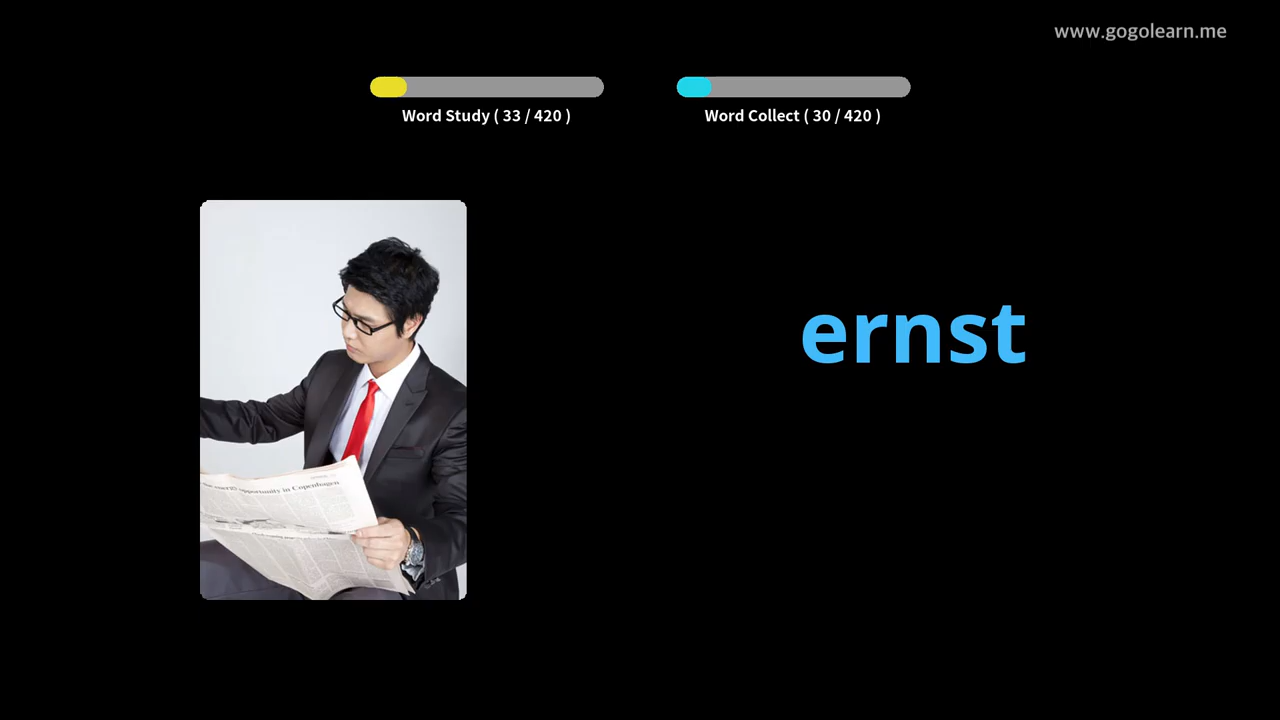 www.gogolearn.me
Word Study ( 33 / 420 )
Word Collect ( 30 / 420 )
ernst
opportunity in Copenhagen